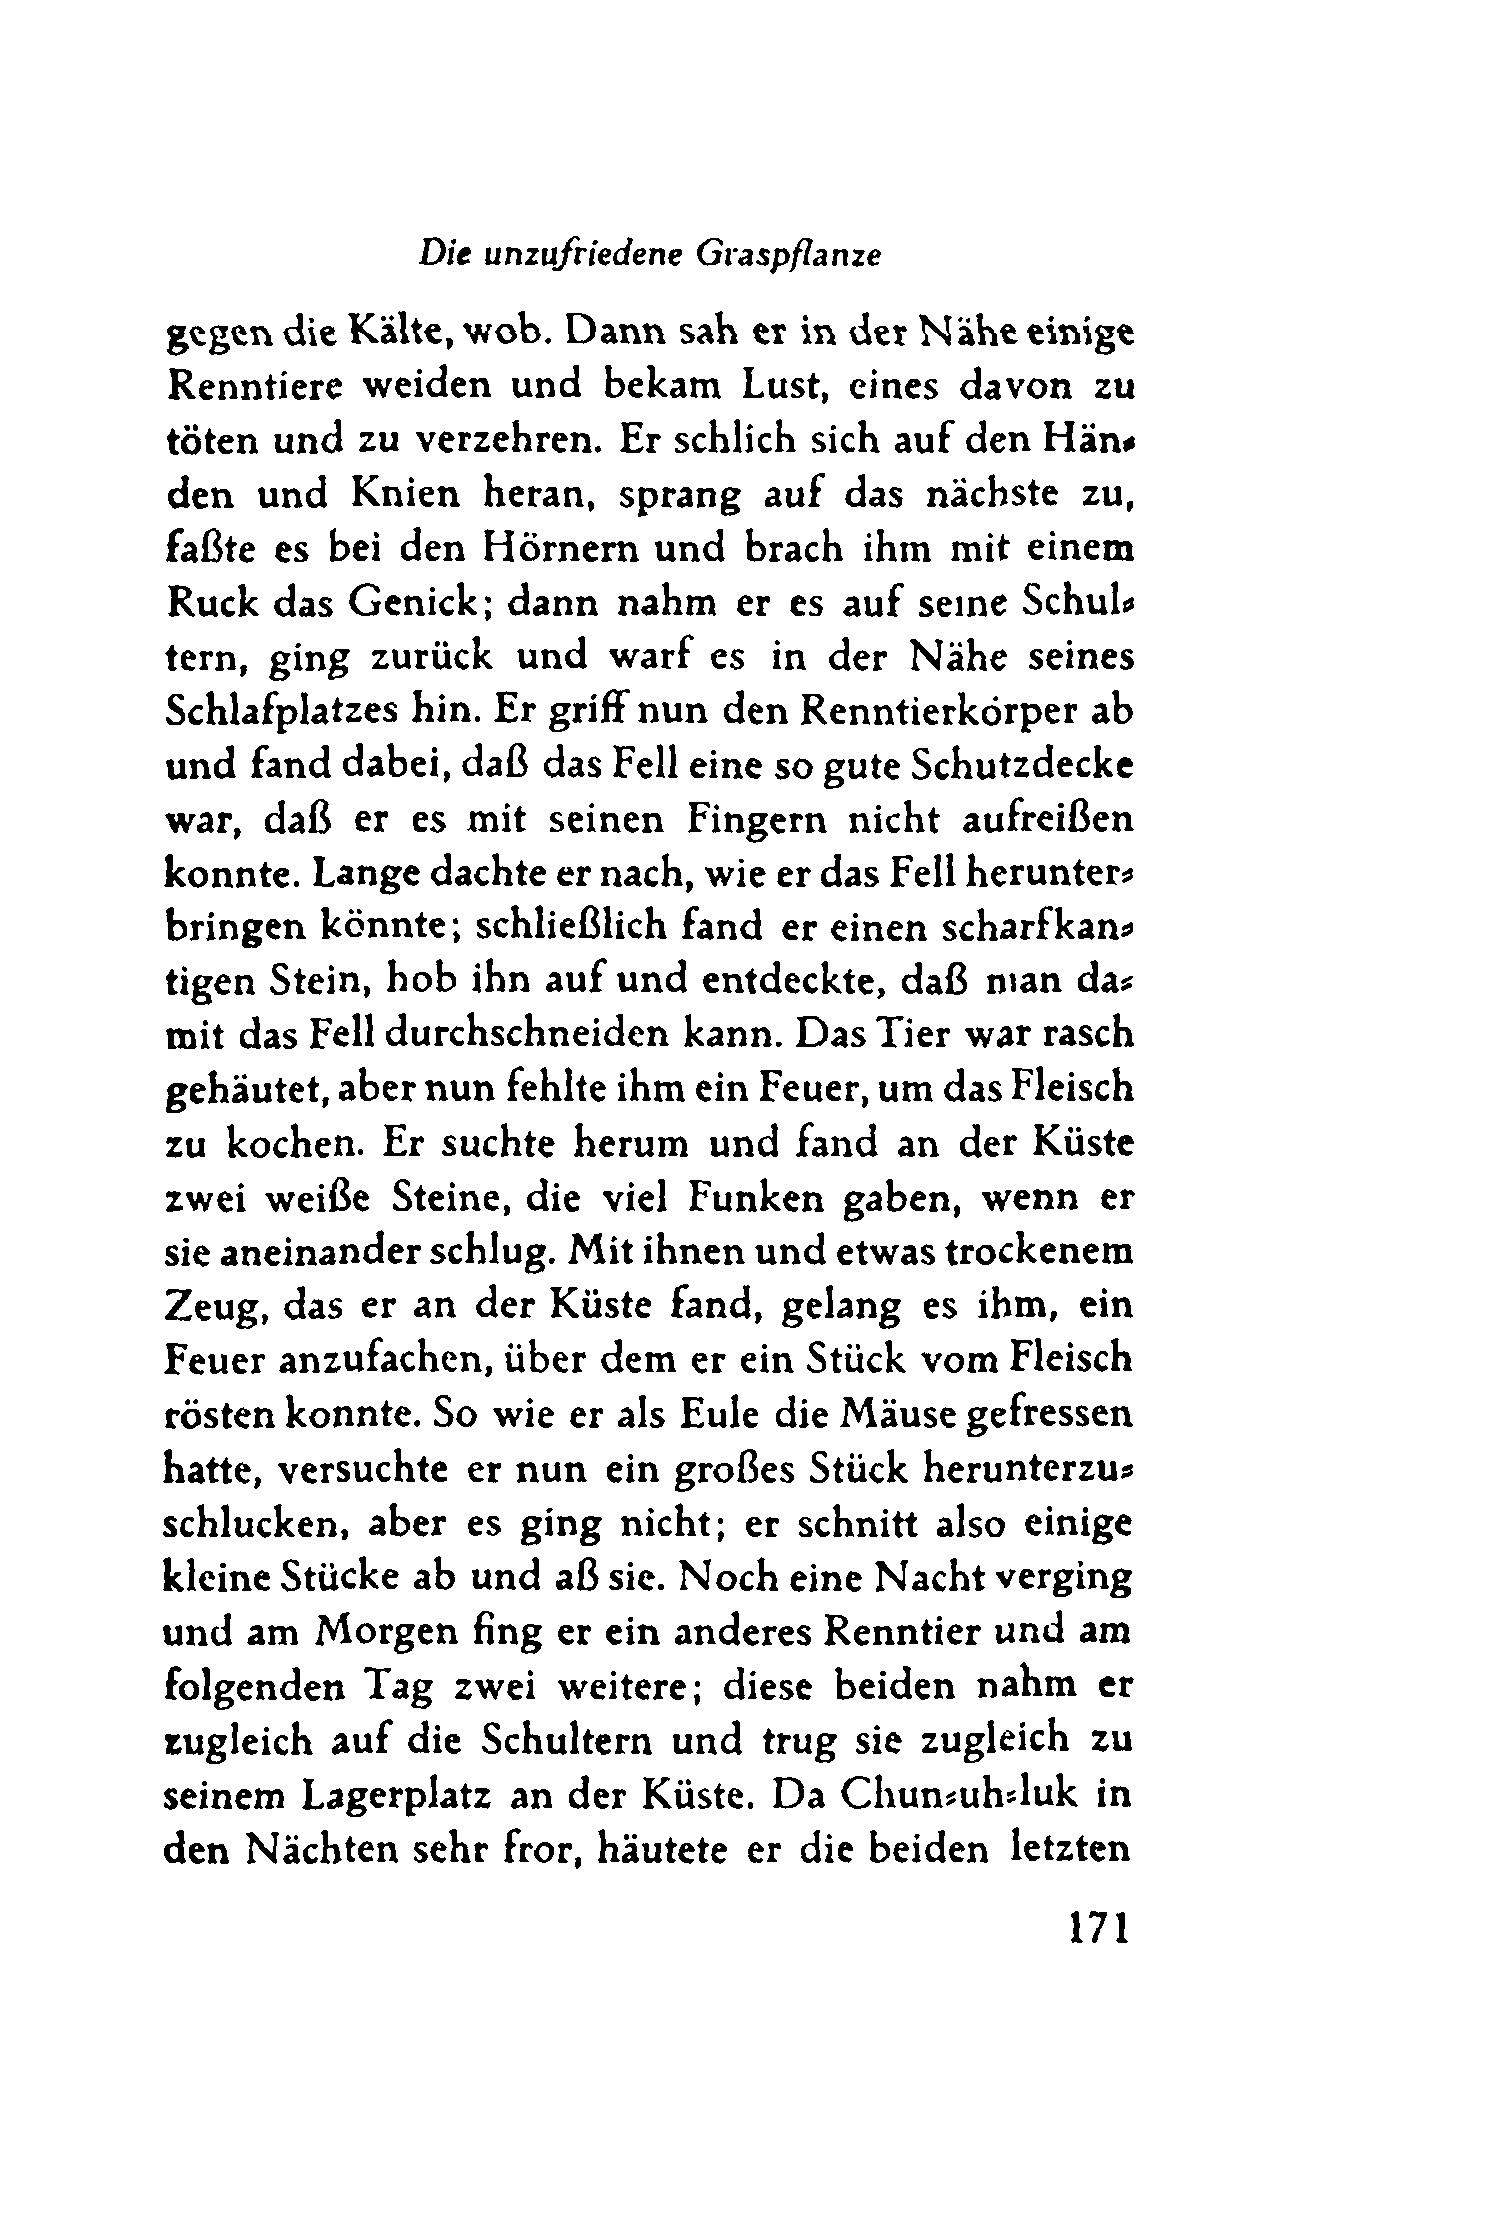 Die unzufriedene Graspflanze
gegen die Kälte, wob. Dann sah er in der Nähe einige
Renntiere weiden und bekam Lust, eines davon zu
töten und zu verzehren. Er schlich sich auf den Hän-
den und Knien heran, sprang auf das nächste zu,
faßte es bei den Hörnern und brach ihm mit einem
Ruck das Genick; dann nahm er es auf seine Schul-
tern, ging zurück und warf es in der Nähe seines
Schlafplatzes hin. Er griff nun den Renntierkörper ab
und fand dabei, daß das Fell eine so gute Schutzdecke
war, daß er es mit seinen Fingern nicht aufreißen
konnte. Lange dachte er nach, wie er das Fell herunter-
bringen könnte; schließlich fand er einen scharfkan-
tigen Stein, hob ihn auf und entdeckte, daß man da-
mit das Fell durchschneiden kann. Das Tier war rasch
gehäutet, aber nun fehlte ihm ein Feuer, um das Fleisch
zu kochen. Er suchte herum und fand an der Küste
zwei weiße Steine, die viel Funken gaben, wenn er
sie aneinander schlug. Mit ihnen und etwas trockenem
Zeug, das er an der Küste fand, gelang es ihm, ein
Feuer anzufachen, über dem er ein Stück vom Fleisch
rösten konnte. So wie er als Eule die Mäuse gefressen
hatte, versuchte er nun ein großes Stück herunterzu-
schlucken, aber es ging nicht; er schnitt also einige
kleine Stücke ab und aß sie. Noch eine Nacht verging
und am Morgen fing er ein anderes Renntier und am
folgenden Tag zwei weitere; diese beiden nahm er
zugleich auf die Schultern und trug sie zugleich zu
seinem Lagerplatz an der Küste. Da Chun-uh-luk in
den Nächten sehr fror, häutete er die beiden letzten
171